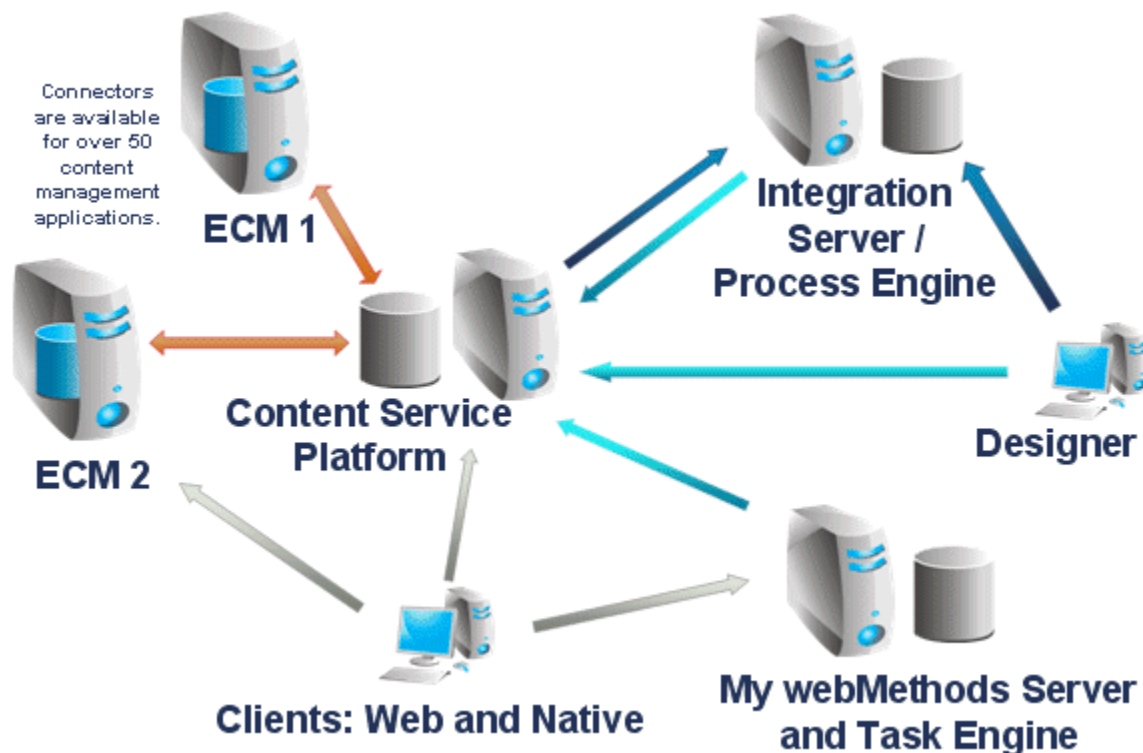 Connectors
are available
for over 50
content
management
applications.
ECM 1
Integration
Server /
Process Engine
ECM 2
Content Service
Platform
Designer
Clients: Web and Native
My webMethods Server
and Task Engine